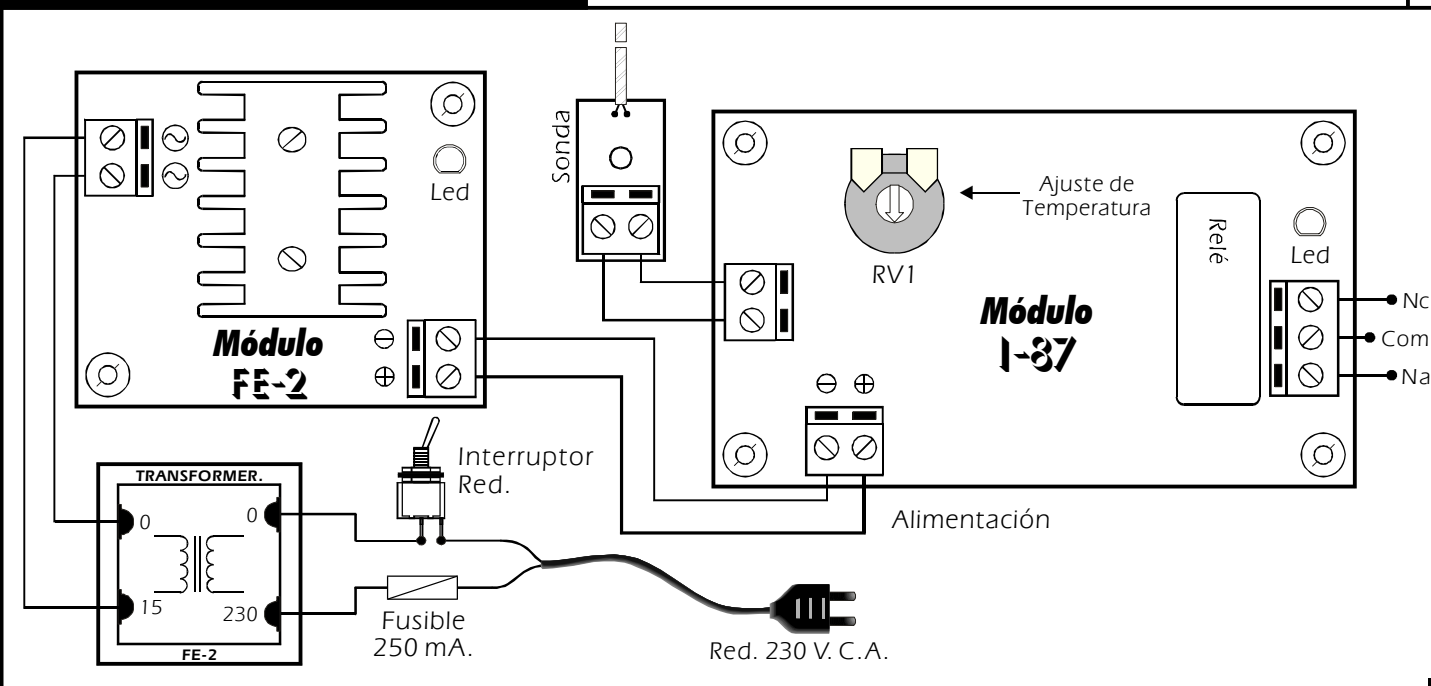 Led
Módulo
FE-2
⊖
⊕
Sonda
Ajuste de
Temperatura
RV1
Relé
Led
Módulo
I-87
Nc
Com
Na
⊖ ⊕
Alimentación
Interruptor
Red.
TRANSFORMER.
0 0
15 230
FE-2
Fusible
250 mA.
Red. 230 V. C.A.